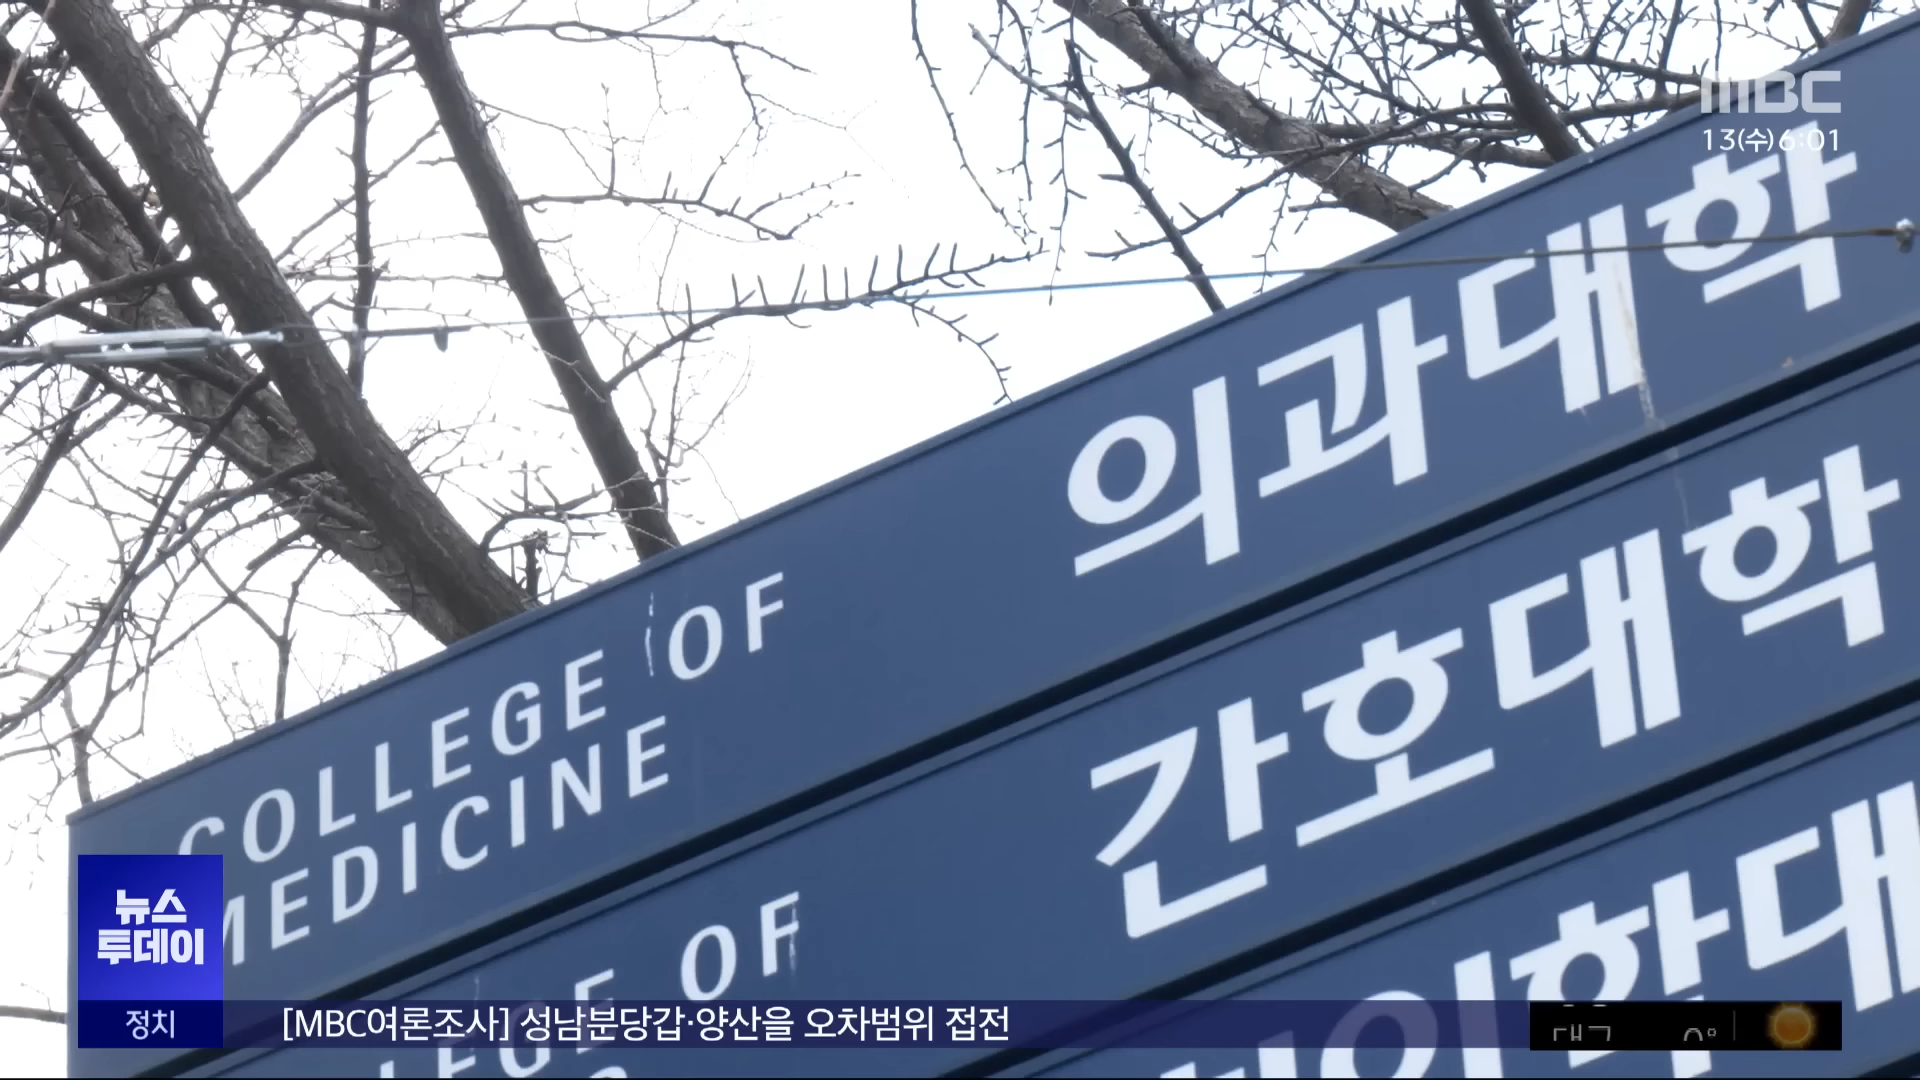 MBC
13(수)6:01
의과대학
COLLEGE OF
MEDICINE
간호대학
OF
뉴스
투데이
정치
[MBC여론조사] 성남분당갑·양산을 오차범위 접전